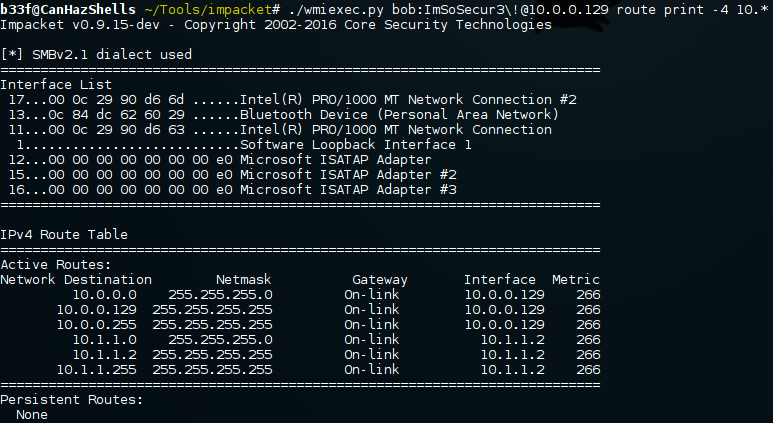 b33f@CanHazShells ~/Tools/impacket# ./wmiexec.py bob:ImSoSecur3\!@10.0.0.129 route print -4 10.*
Impacket v0.9.15-dev - Copyright 2002-2016 Core Security Technologies
[*] SMBv2.1 dialect used
===========================================================================
Interface List
 17...00 0c 29 90 d6 6d ......Intel(R) PRO/1000 MT Network Connection #2
 13...0c 84 dc 62 60 29 ......Bluetooth Device (Personal Area Network)
 11...00 0c 29 90 d6 63 ......Intel(R) PRO/1000 MT Network Connection
  1...........................Software Loopback Interface 1
 12...00 00 00 00 00 00 00 e0 Microsoft ISATAP Adapter
 15...00 00 00 00 00 00 00 e0 Microsoft ISATAP Adapter #2
 16...00 00 00 00 00 00 00 e0 Microsoft ISATAP Adapter #3
===========================================================================
IPv4 Route Table
===========================================================================
Active Routes:
Network Destination        Netmask          Gateway       Interface  Metric
         10.0.0.0    255.255.255.0         On-link        10.0.0.129    266
       10.0.0.129  255.255.255.255         On-link        10.0.0.129    266
       10.0.0.255  255.255.255.255         On-link        10.0.0.129    266
         10.1.1.0    255.255.255.0         On-link          10.1.1.2    266
         10.1.1.2  255.255.255.255         On-link          10.1.1.2    266
       10.1.1.255  255.255.255.255         On-link          10.1.1.2    266
===========================================================================
Persistent Routes:
  None